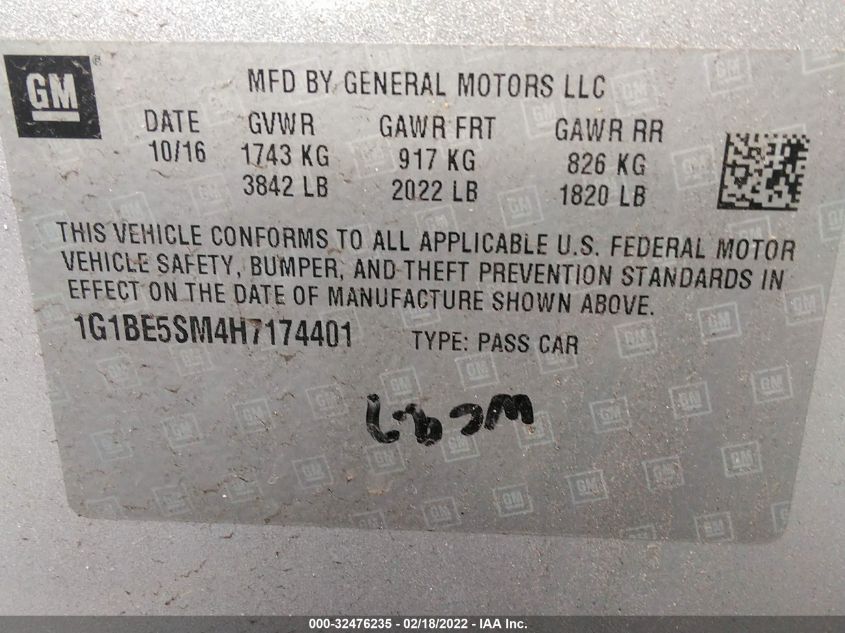 GM
MFD BY GENERAL MOTORS LLC
DATE GVWR GAWR FRT GAWR RR
10/16 1743 KG 917 KG 826 KG
3842 LB 2022 LB 1820 LB
THIS VEHICLE CONFORMS TO ALL APPLICABLE U.S. FEDERAL MOTOR
VEHICLE SAFETY, BUMPER, AND THEFT PREVENTION STANDARDS IN
EFFECT ON THE DATE OF MANUFACTURE SHOWN ABOVE.
1G1BE5SM4H7174401 TYPE: PASS CAR
000-32476235 - 02/18/2022 - IAA Inc.